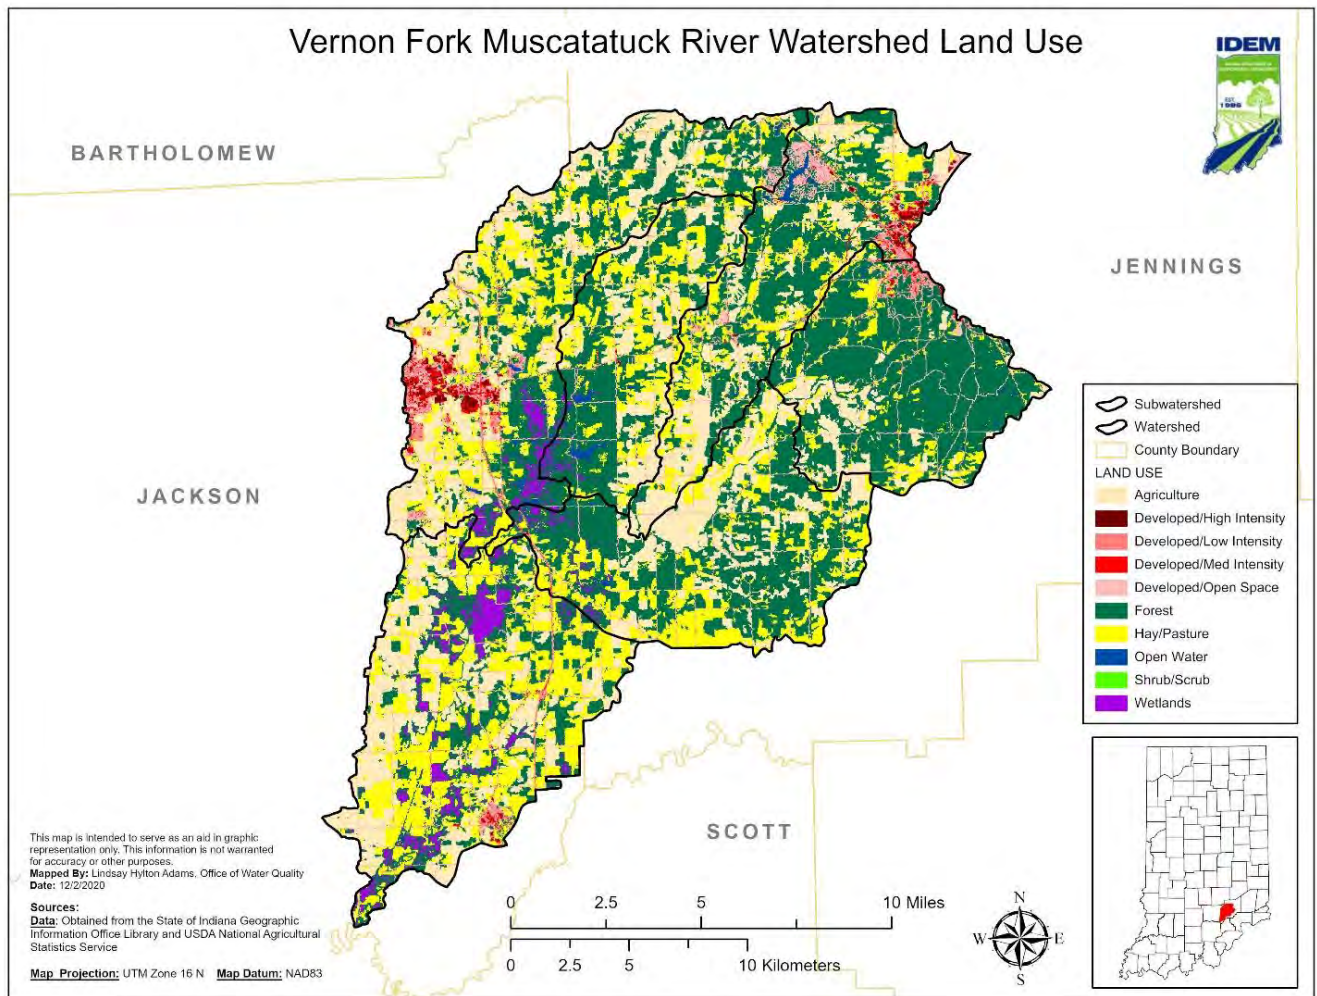 Vernon Fork Muscatatuck River Watershed Land Use
IDEM
EST.
1986
BARTHOLOMEW
JENNINGS
JACKSON
SCOTT
Subwatershed
Watershed
County Boundary
LAND USE
Agriculture
Developed/High Intensity
Developed/Low Intensity
Developed/Med Intensity
Developed/Open Space
Forest
Hay/Pasture
Open Water
Shrub/Scrub
Wetlands
This map is intended to serve as an aid in graphic
representation only. This information is not warranted
for accuracy or other purposes.
Mapped By: Lindsay Hylton Adams, Office of Water Quality
Date: 12/2/2020
Sources:
Data: Obtained from the State of Indiana Geographic
Information Office Library and USDA National Agricultural
Statistics Service
Map Projection: UTM Zone 16 N Map Datum: NAD83
0 2.5 5 10 Miles
0 2.5 5 10 Kilometers
N
W E
S